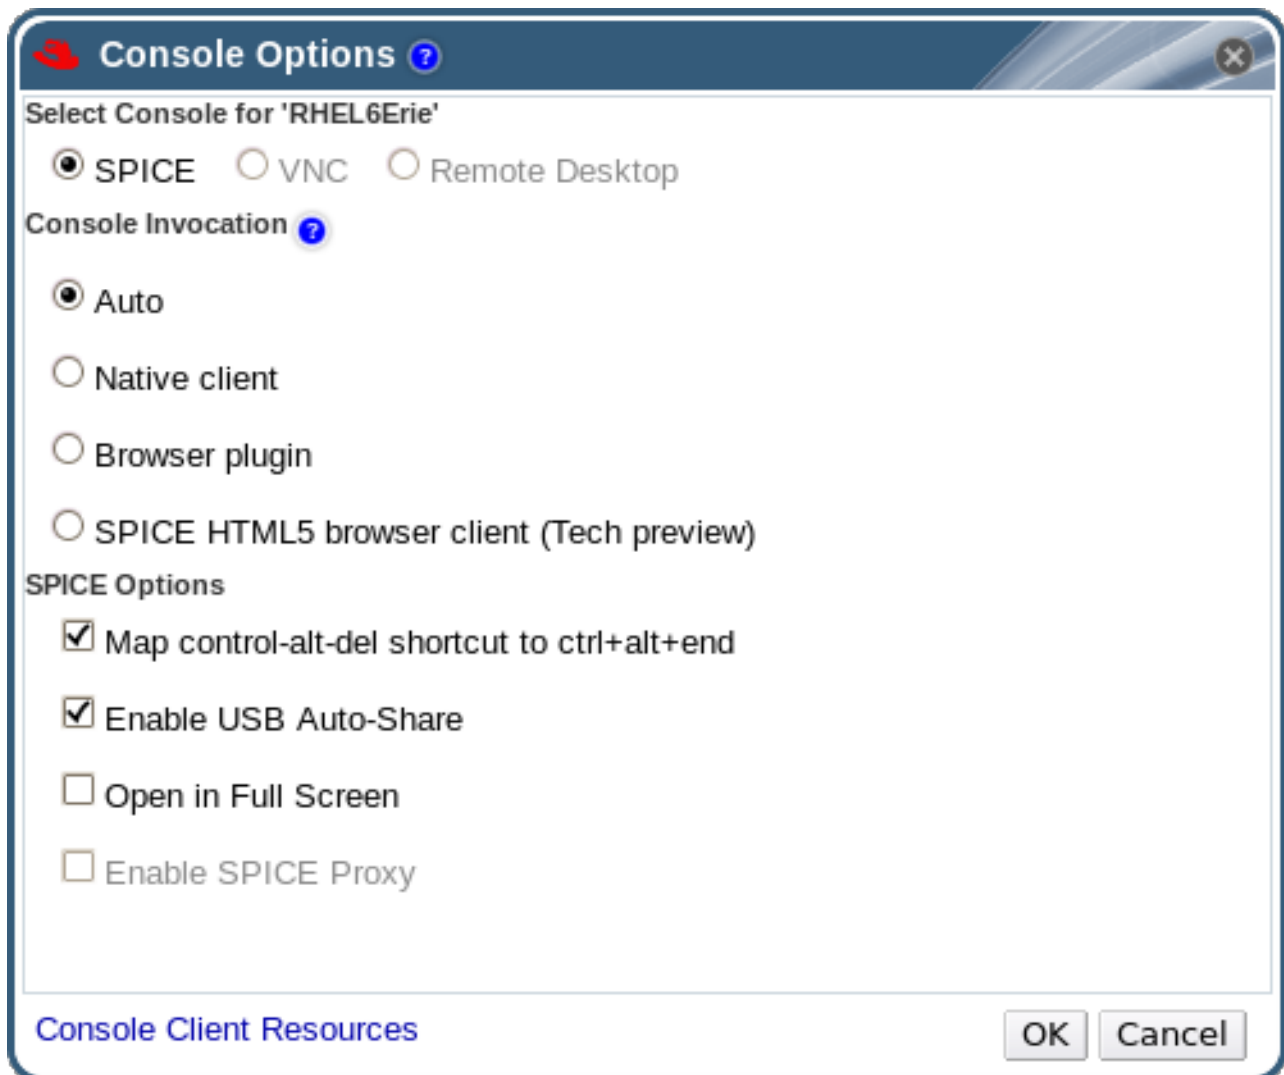 Console Options ?
Select Console for 'RHEL6Erie'
SPICE VNC Remote Desktop
Console Invocation ?
Auto
Native client
Browser plugin
SPICE HTML5 browser client (Tech preview)
SPICE Options
Map control-alt-del shortcut to ctrl+alt+end
Enable USB Auto-Share
Open in Full Screen
Enable SPICE Proxy
Console Client Resources OK Cancel